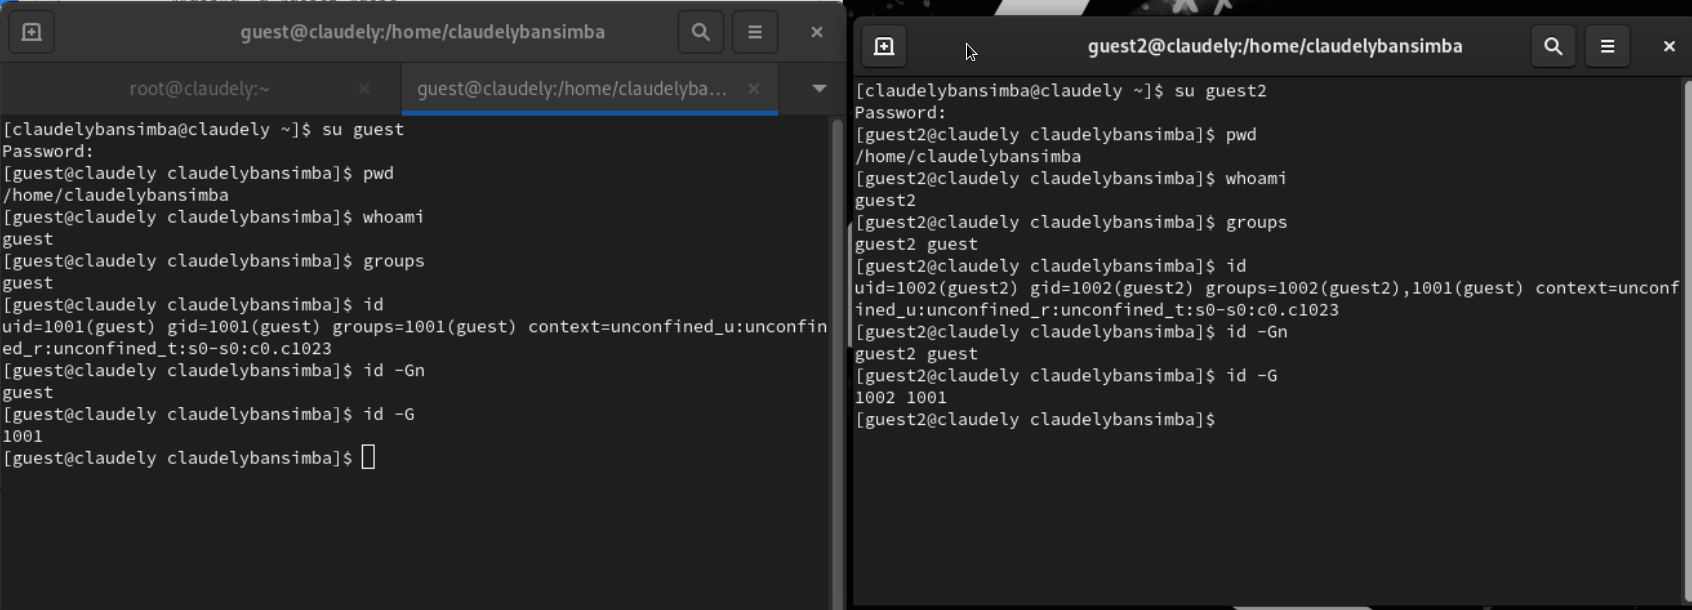 guest@claudely:/home/claudelybansimba
root@claudely:~
guest@claudely:/home/claudelyba…
[claudelybansimba@claudely ~]$ su guest
Password:
[guest@claudely claudelybansimba]$ pwd
/home/claudelybansimba
[guest@claudely claudelybansimba]$ whoami
guest
[guest@claudely claudelybansimba]$ groups
guest
[guest@claudely claudelybansimba]$ id
uid=1001(guest) gid=1001(guest) groups=1001(guest) context=unconfined_u:unconfin
ed_r:unconfined_t:s0-s0:c0.c1023
[guest@claudely claudelybansimba]$ id -Gn
guest
[guest@claudely claudelybansimba]$ id -G
1001
[guest@claudely claudelybansimba]$
guest2@claudely:/home/claudelybansimba
[claudelybansimba@claudely ~]$ su guest2
Password:
[guest2@claudely claudelybansimba]$ pwd
/home/claudelybansimba
[guest2@claudely claudelybansimba]$ whoami
guest2
[guest2@claudely claudelybansimba]$ groups
guest2 guest
[guest2@claudely claudelybansimba]$ id
uid=1002(guest2) gid=1002(guest2) groups=1002(guest2),1001(guest) context=unconf
ined_u:unconfined_r:unconfined_t:s0-s0:c0.c1023
[guest2@claudely claudelybansimba]$ id -Gn
guest2 guest
[guest2@claudely claudelybansimba]$ id -G
1002 1001
[guest2@claudely claudelybansimba]$